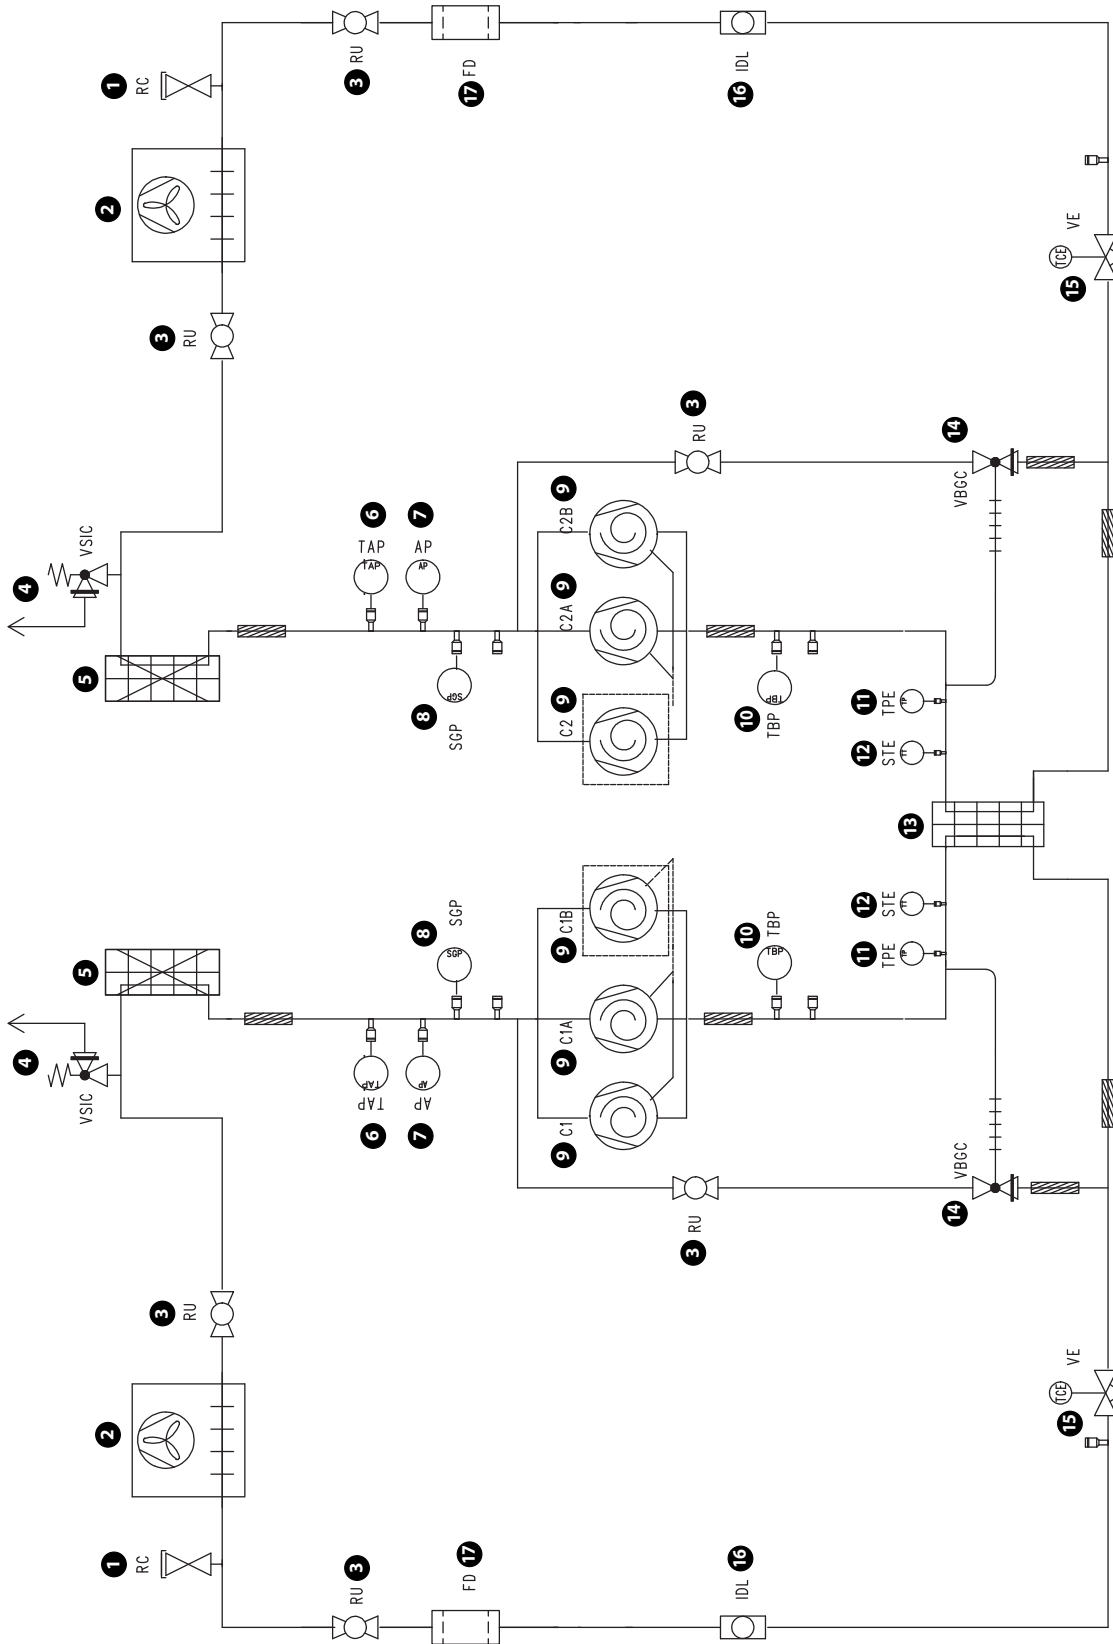 4
4
VSIC
VSIC
5
5
1
2
2
1
RC
RC
3
3
RU
RU
3
RU
6
TAP
TAP
TAP
TAP
6
3
RU
7
AP
AP
AP
AP
7
8
SGP
SGP
8
SGP
SGP
17
FD
17
FD
9
C1
9
C1A
9
C1B
9
C2
9
C2A
9
C2B
3
RU
3
RU
16
IDL
16
IDL
10
TBP
TBP
10
TBP
TBP
11
TPE
TP
12
STE
TT
12
STE
TT
11
TPE
TP
13
14
VBGC
14
VBGC
15
TCE
VE
15
TCE
VE